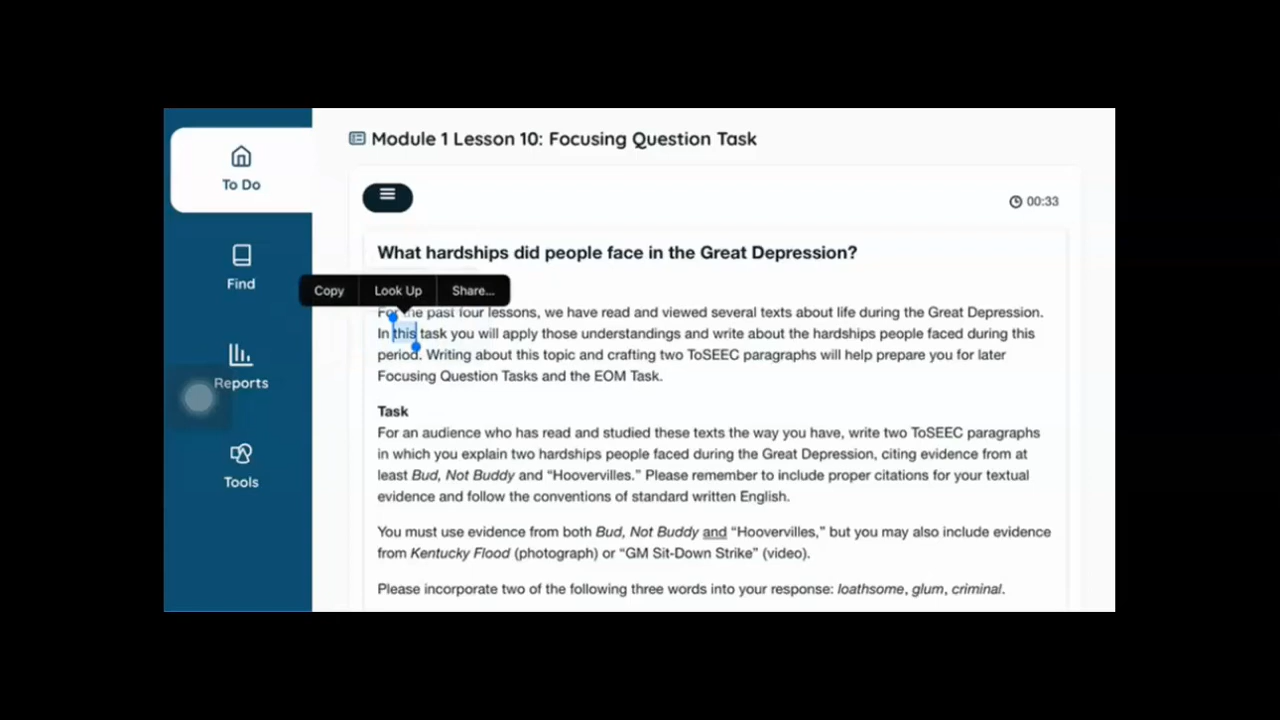 Module 1 Lesson 10: Focusing Question Task
To Do
00:33
What hardships did people face in the Great Depression?
Find
Copy
Look Up
Share...
For the past four lessons, we have read and viewed several texts about life during the Great Depression.
In this task you will apply those understandings and write about the hardships people faced during this
period. Writing about this topic and crafting two ToSEEC paragraphs will help prepare you for later
Focusing Question Tasks and the EOM Task.
Reports
Task
For an audience who has read and studied these texts the way you have, write two ToSEEC paragraphs
in which you explain two hardships people faced during the Great Depression, citing evidence from at
least Bud, Not Buddy and “Hoovervilles.” Please remember to include proper citations for your textual
evidence and follow the conventions of standard written English.
Tools
You must use evidence from both Bud, Not Buddy and “Hoovervilles,” but you may also include evidence
from Kentucky Flood (photograph) or “GM Sit-Down Strike” (video).
Please incorporate two of the following three words into your response: loathsome, glum, criminal.